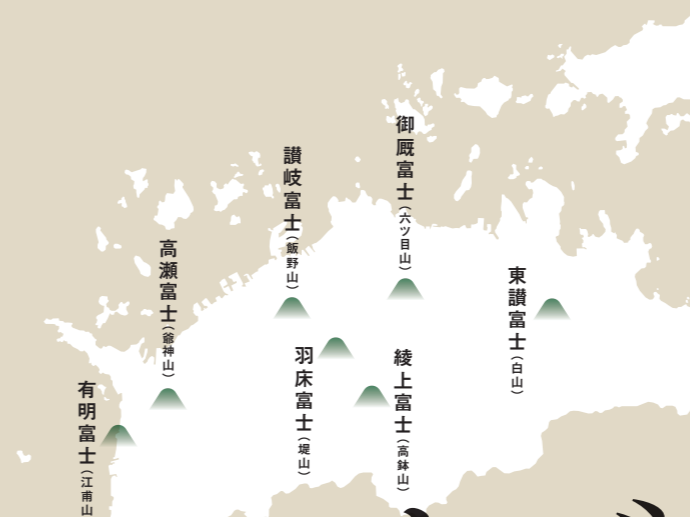 東讃富士(白山)
御厩富士(六ツ目山)
綾上富士(高鉢山)
讃岐富士(飯野山)
羽床富士(堤山)
高瀬富士(爺神山)
有明富士(江甫山